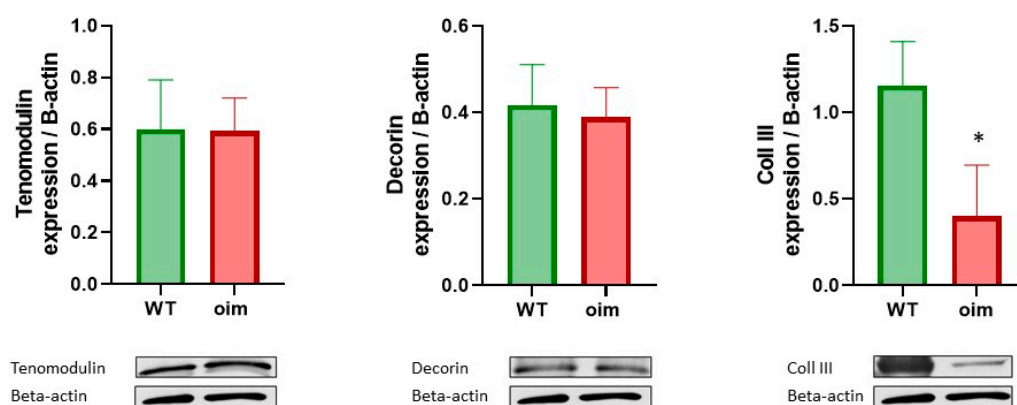 Tenomodulin
expression / B-actin
1.0
0.8
0.6
0.4
0.2
0.0
WT
oim
Decorin
expression / B-actin
0.6
0.4
0.2
0.0
WT
oim
Coll III
expression / B-actin
1.5
1.0
0.5
0.0
*
WT
oim
Tenomodulin
Beta-actin
Decorin
Beta-actin
Coll III
Beta-actin